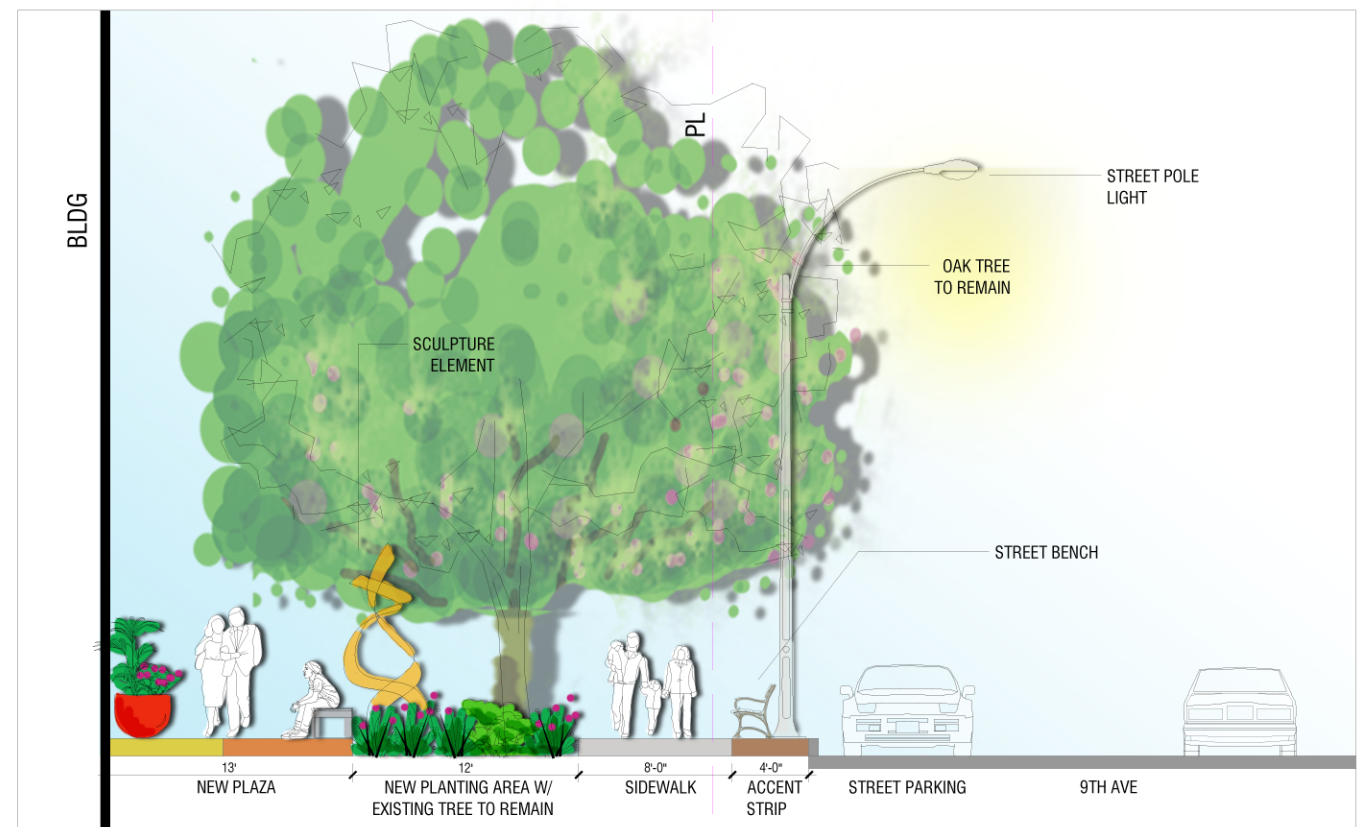 PL
STREET POLE
LIGHT
BLDG
OAK TREE
TO REMAIN
SCULPTURE
ELEMENT
STREET BENCH
13'
12'
8'-0"
4'-0"
NEW PLAZA
NEW PLANTING AREA W/
EXISTING TREE TO REMAIN
SIDEWALK
ACCENT
STRIP
STREET PARKING
9TH AVE